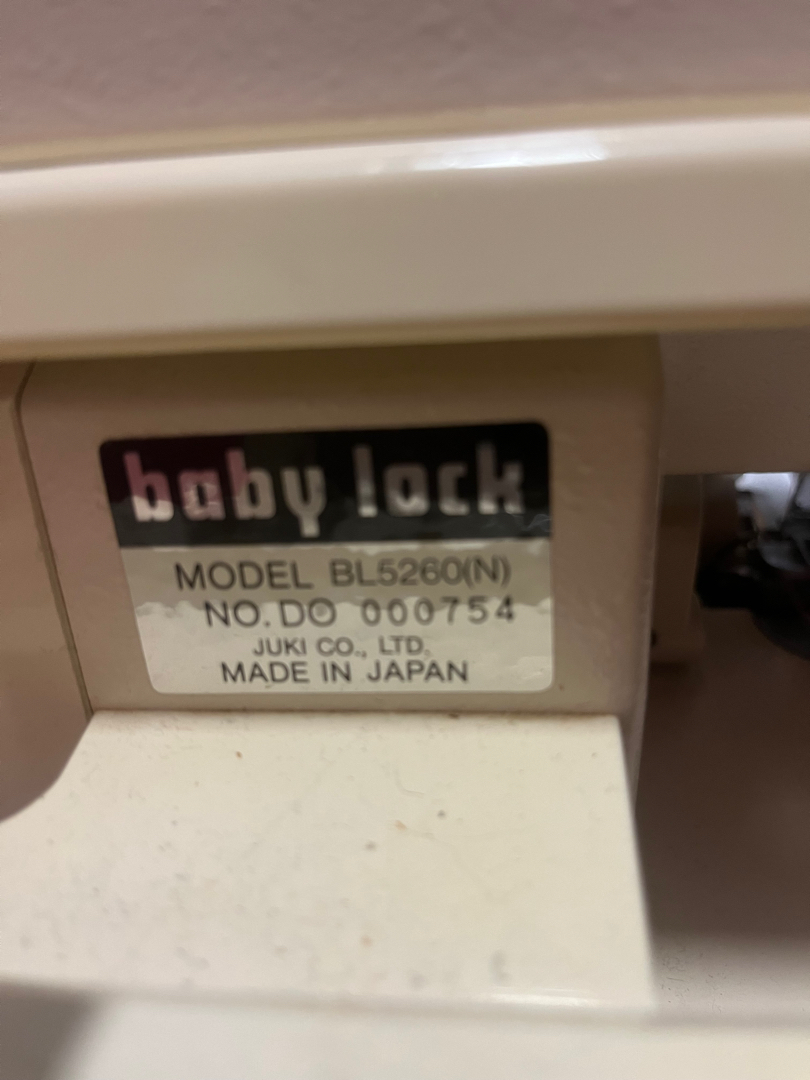 baby lock
MODEL BL5260(N)
NO. DO 000754
JUKI CO., LTD.
MADE IN JAPAN